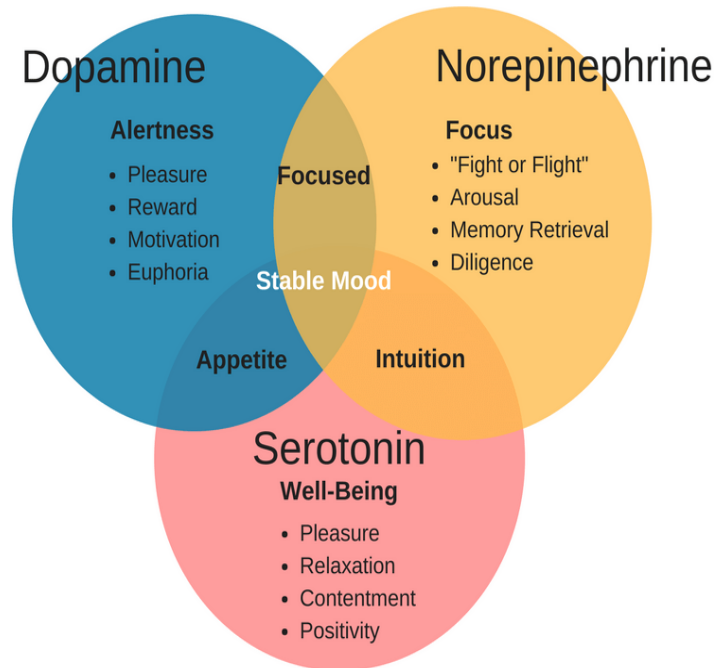 Dopamine
Alertness
• Pleasure
• Reward
• Motivation
• Euphoria
Norepinephrine
Focus
• "Fight or Flight"
• Arousal
• Memory Retrieval
• Diligence
Focused
Stable Mood
Appetite
Intuition
Serotonin
Well-Being
• Pleasure
• Relaxation
• Contentment
• Positivity